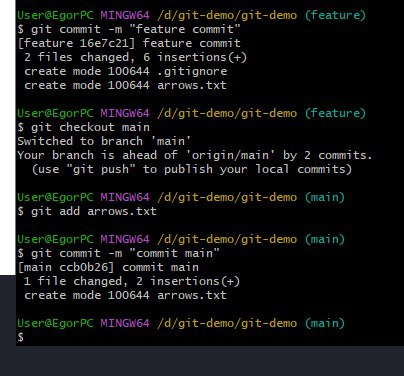 User@EgorPC MINGW64 /d/git-demo/git-demo (feature)
$ git commit -m "feature commit"
[feature 16e7c21] feature commit
 2 files changed, 6 insertions(+)
 create mode 100644 .gitignore
 create mode 100644 arrows.txt
User@EgorPC MINGW64 /d/git-demo/git-demo (feature)
$ git checkout main
Switched to branch 'main'
Your branch is ahead of 'origin/main' by 2 commits.
  (use "git push" to publish your local commits)
User@EgorPC MINGW64 /d/git-demo/git-demo (main)
$ git add arrows.txt
User@EgorPC MINGW64 /d/git-demo/git-demo (main)
$ git commit -m "commit main"
[main ccb0b26] commit main
 1 file changed, 2 insertions(+)
 create mode 100644 arrows.txt
User@EgorPC MINGW64 /d/git-demo/git-demo (main)
$